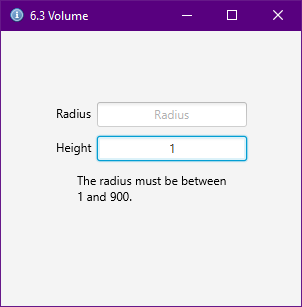 6.3 Volume
Radius Radius
Height 1
The radius must be between
1 and 900.